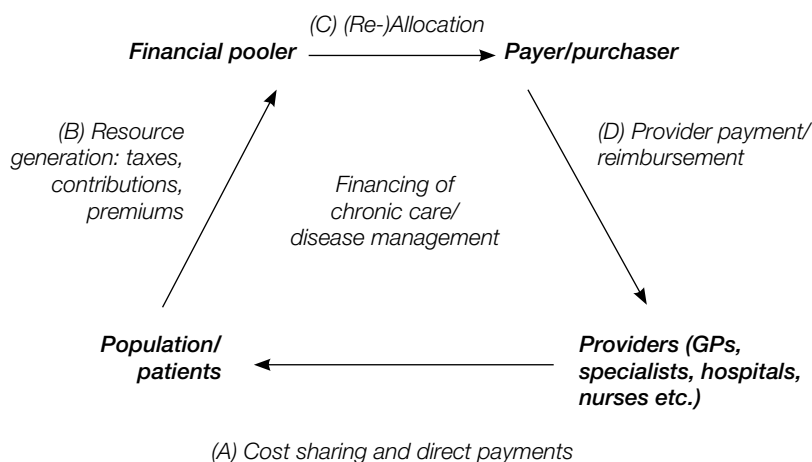 (C) (Re-)Allocation
Financial pooler
Payer/purchaser
(B) Resource
generation: taxes,
contributions,
premiums
(D) Provider payment/
reimbursement
Financing of
chronic care/
disease management
Population/
patients
Providers (GPs,
specialists, hospitals,
nurses etc.)
(A) Cost sharing and direct payments